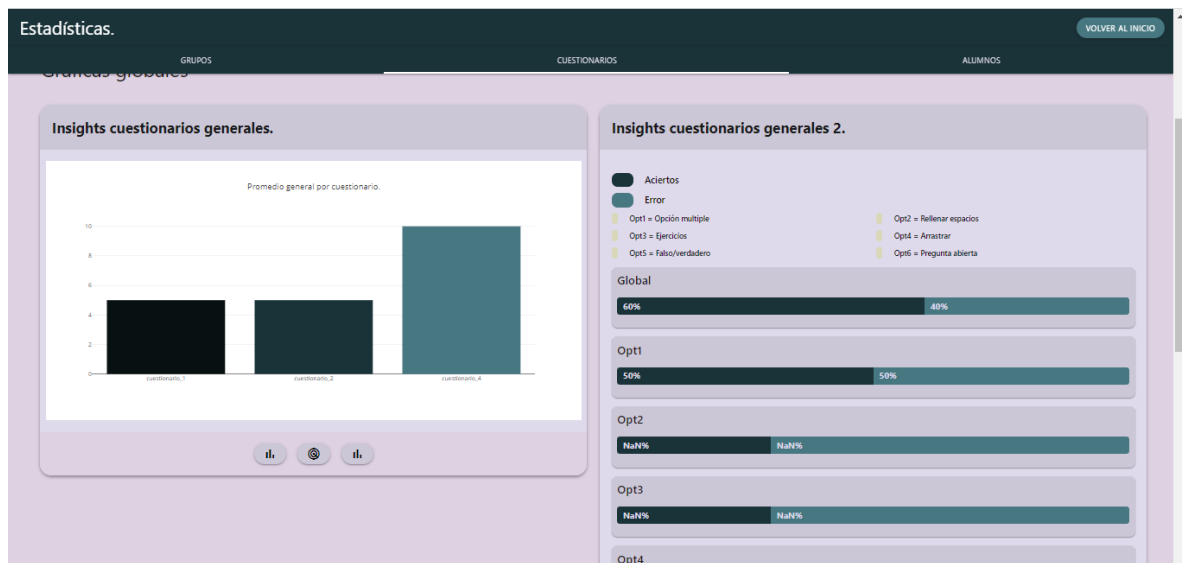 Estadísticas.
VOLVER AL INICIO
GRUPOS
CUESTIONARIOS
ALUMNOS
Gráficas globales
Insights cuestionarios generales.
Promedio general por cuestionario.
10
8
6
4
2
0
cuestionario_1
cuestionario_2
cuestionario_4
Insights cuestionarios generales 2.
Aciertos
Error
Opt1 = Opción multiple
Opt2 = Rellenar espacios
Opt3 = Ejercicios
Opt4 = Arrastrar
Opt5 = Falso/verdadero
Opt6 = Pregunta abierta
Global
60%
40%
Opt1
50%
50%
Opt2
NaN%
NaN%
Opt3
NaN%
NaN%
Opt4